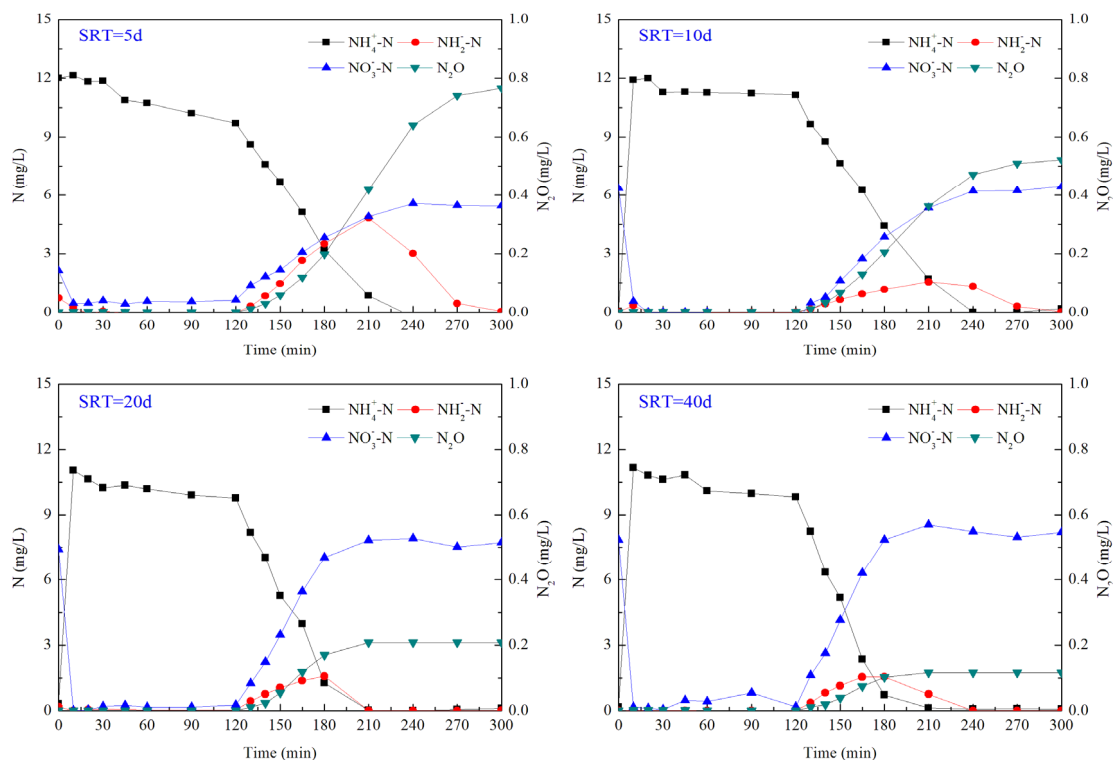 SRT=5d
NH₄⁺-N NH₂⁻-N
NO₃⁻-N N₂O
15
12
9
6
3
0
N (mg/L)
1.0
0.8
0.6
0.4
0.2
0.0
N₂O (mg/L)
0 30 60 90 120 150 180 210 240 270 300
Time (min)
SRT=10d
NH₄⁺-N NH₂⁻-N
NO₃⁻-N N₂O
15
12
9
6
3
0
N (mg/L)
1.0
0.8
0.6
0.4
0.2
0.0
N₂O (mg/L)
0 30 60 90 120 150 180 210 240 270 300
Time (min)
SRT=20d
NH₄⁺-N NH₂⁻-N
NO₃⁻-N N₂O
15
12
9
6
3
0
N (mg/L)
1.0
0.8
0.6
0.4
0.2
0.0
N₂O (mg/L)
0 30 60 90 120 150 180 210 240 270 300
Time (min)
SRT=40d
NH₄⁺-N NH₂⁻-N
NO₃⁻-N N₂O
15
12
9
6
3
0
N (mg/L)
1.0
0.8
0.6
0.4
0.2
0.0
N₂O (mg/L)
0 30 60 90 120 150 180 210 240 270 300
Time (min)